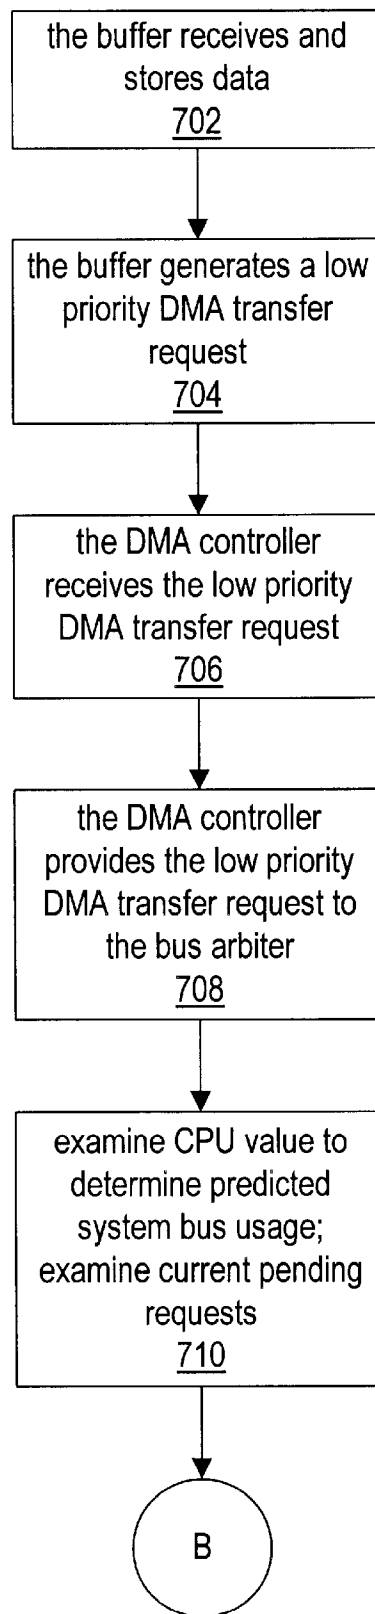 the buffer receives and
stores data
702
the buffer generates a low
priority DMA transfer
request
704
the DMA controller
receives the low priority
DMA transfer request
706
the DMA controller
provides the low priority
DMA transfer request to
the bus arbiter
708
examine CPU value to
determine predicted
system bus usage;
examine current pending
requests
710
B